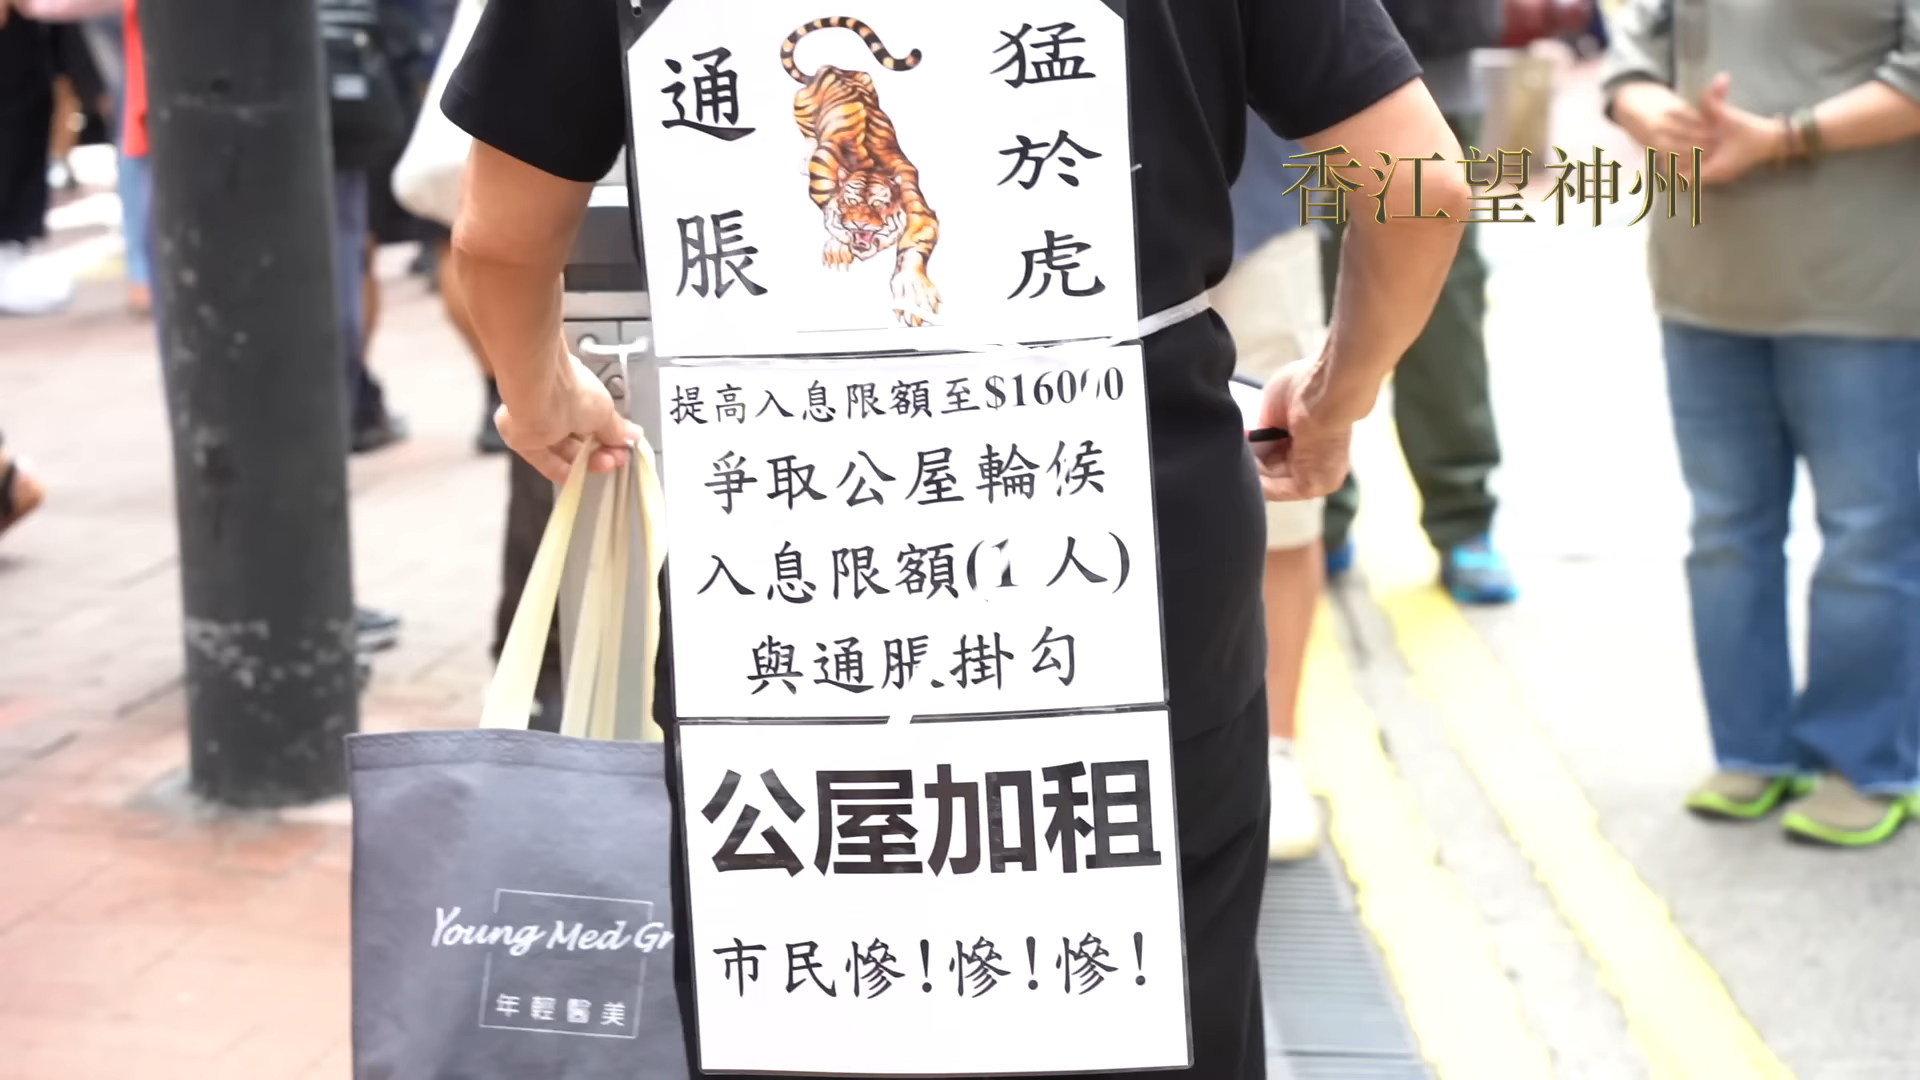 通脹
猛於虎
提高入息限額至$16000
爭取公屋輪候
入息限額(1人)
與通脹掛勾
公屋加租
市民慘!慘!慘!
香江望神州
Young Med Gr
年輕醫美